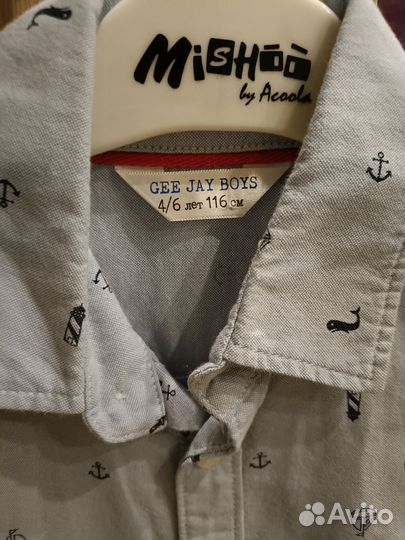 MiSHOO
by Acoola
GEE JAY BOYS
4/6 лет 116 см
Avito